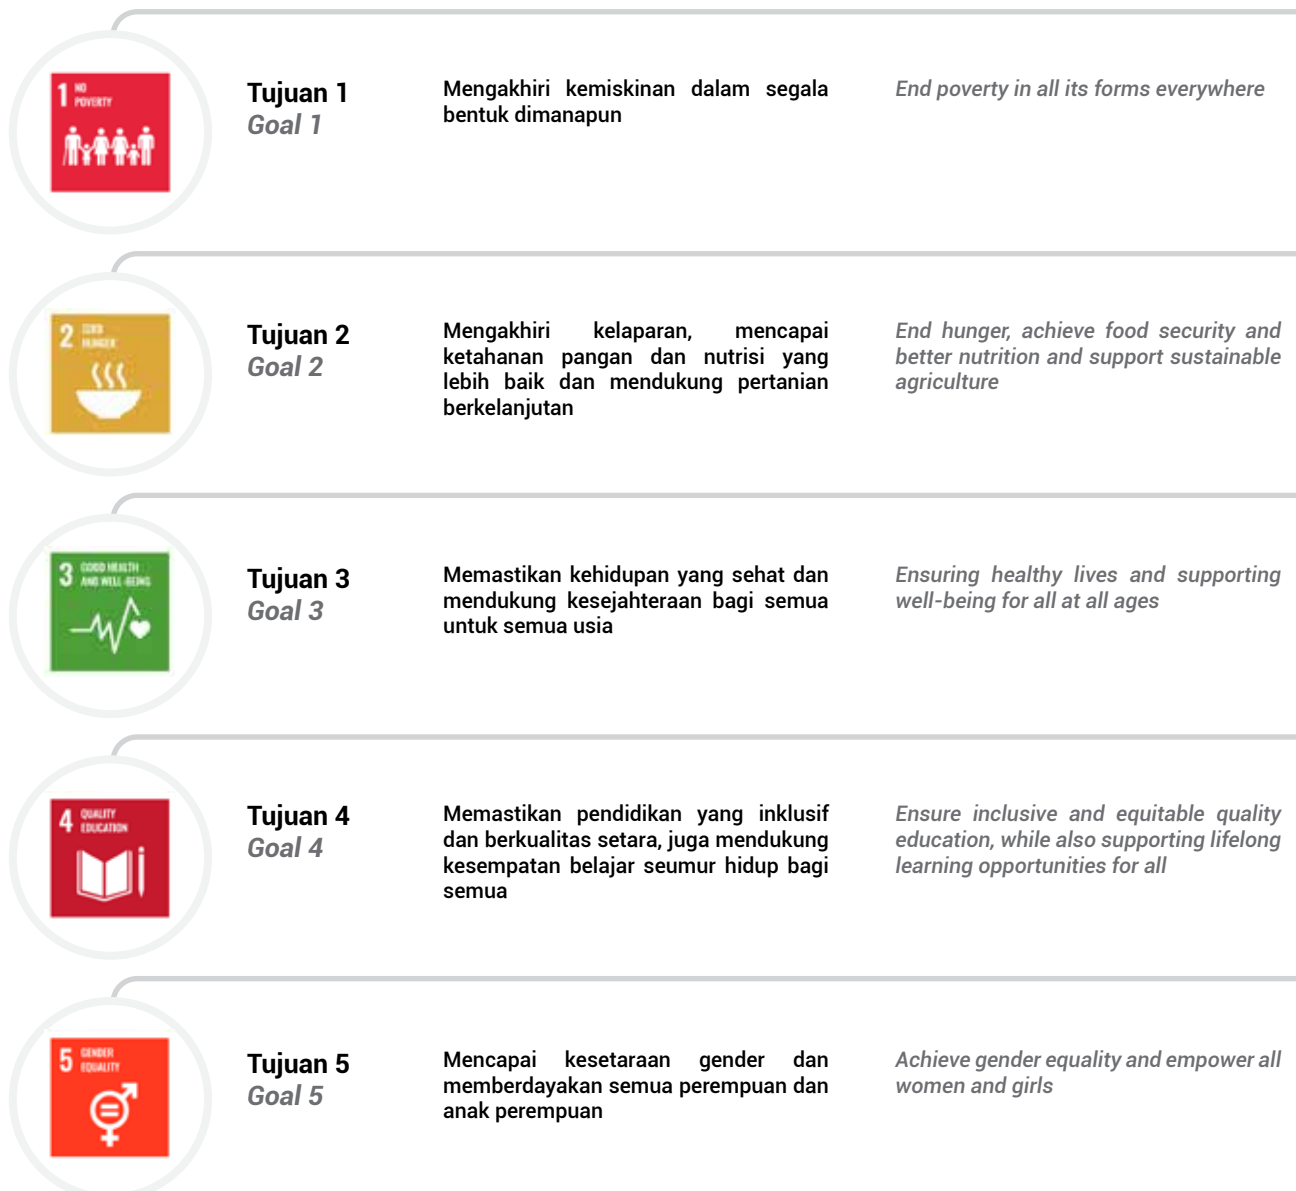 1 NO
POVERTY
Tujuan 1
Goal 1
Mengakhiri kemiskinan dalam segala
bentuk dimanapun
End poverty in all its forms everywhere
2
HUNGER
Tujuan 2
Goal 2
Mengakhiri kelaparan, mencapai
ketahanan pangan dan nutrisi yang
lebih baik dan mendukung pertanian
berkelanjutan
End hunger, achieve food security and
better nutrition and support sustainable
agriculture
3 GOOD HEALTH
AND WELL-BEING
Tujuan 3
Goal 3
Memastikan kehidupan yang sehat dan
mendukung kesejahteraan bagi semua
untuk semua usia
Ensuring healthy lives and supporting
well-being for all at all ages
4 QUALITY
EDUCATION
Tujuan 4
Goal 4
Memastikan pendidikan yang inklusif
dan berkualitas setara, juga mendukung
kesempatan belajar seumur hidup bagi
semua
Ensure inclusive and equitable quality
education, while also supporting lifelong
learning opportunities for all
5 GENDER
EQUALITY
Tujuan 5
Goal 5
Mencapai kesetaraan gender dan
memberdayakan semua perempuan dan
anak perempuan
Achieve gender equality and empower all
women and girls